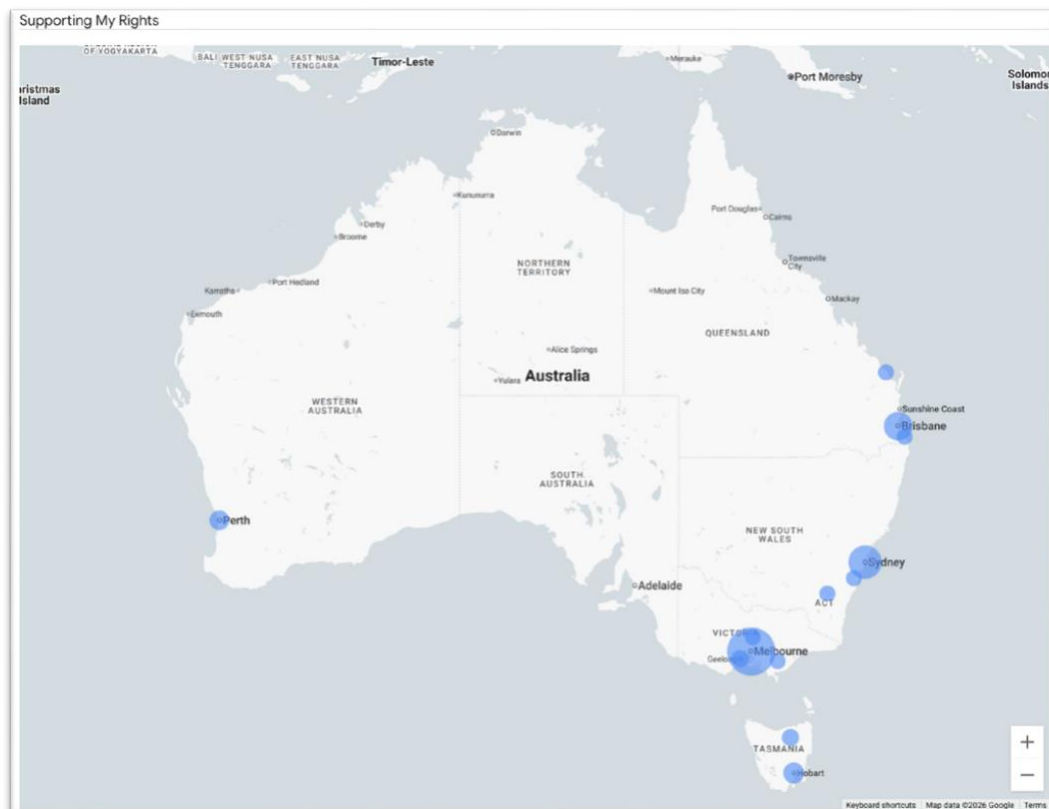 Supporting My Rights
OF YOGYAKARTA
BALI WEST NUSA
TENGGARA
EAST NUSA
TENGGARA
Timor-Leste
Merauke
Port Moresby
Solomon
Islands
hristmas
Island
Darwin
Kununurra
Derby
Broome
Port Douglas
Cairns
Townsville
City
NORTHERN
TERRITORY
Karratha
Port Hedland
Exmouth
Mount Isa City
Mackay
QUEENSLAND
Alice Springs
Yulara
Australia
WESTERN
AUSTRALIA
Sunshine Coast
Brisbane
SOUTH
AUSTRALIA
Perth
NEW SOUTH
WALES
Sydney
Adelaide
ACT
VICTORIA
Melbourne
TASMANIA
Hobart
+
−
Keyboard shortcuts Map data ©2026 Google Terms